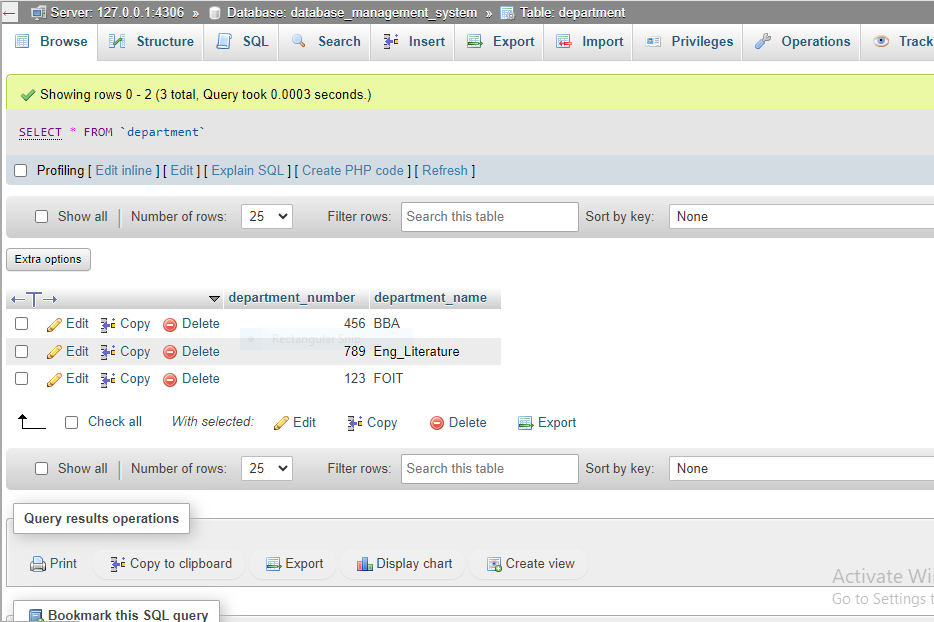 Server: 127.0.0.1:4306 » Database: database_management_system » Table: department
Browse Structure SQL Search Insert Export Import Privileges Operations Track
Showing rows 0 - 2 (3 total, Query took 0.0003 seconds.)
SELECT * FROM `department`
Profiling [ Edit inline ] [ Edit ] [ Explain SQL ] [ Create PHP code ] [ Refresh ]
Show all Number of rows: 25 Filter rows: Search this table Sort by key: None
Extra options
←T→ department_number department_name
Edit Copy Delete 456 BBA
Rectangular Snip
Edit Copy Delete 789 Eng_Literature
Edit Copy Delete 123 FOIT
Check all With selected: Edit Copy Delete Export
Show all Number of rows: 25 Filter rows: Search this table Sort by key: None
Query results operations
Print Copy to clipboard Export Display chart Create view
Activate Wi
Go to Settings t
Bookmark this SQL query